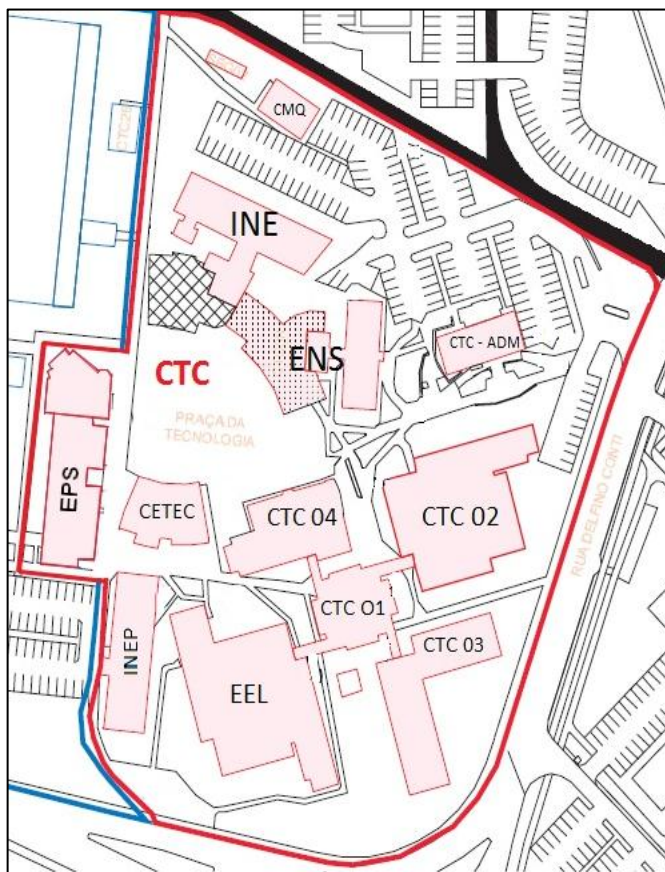 CMQ
CTC20
INE
ENS
CTC - ADM
CTC
PRAÇA DA
TECNOLOGIA
RUA DELFINO CONTI
EPS
CETEC
CTC 04
CTC 02
CTC O1
CTC 03
INEP
EEL